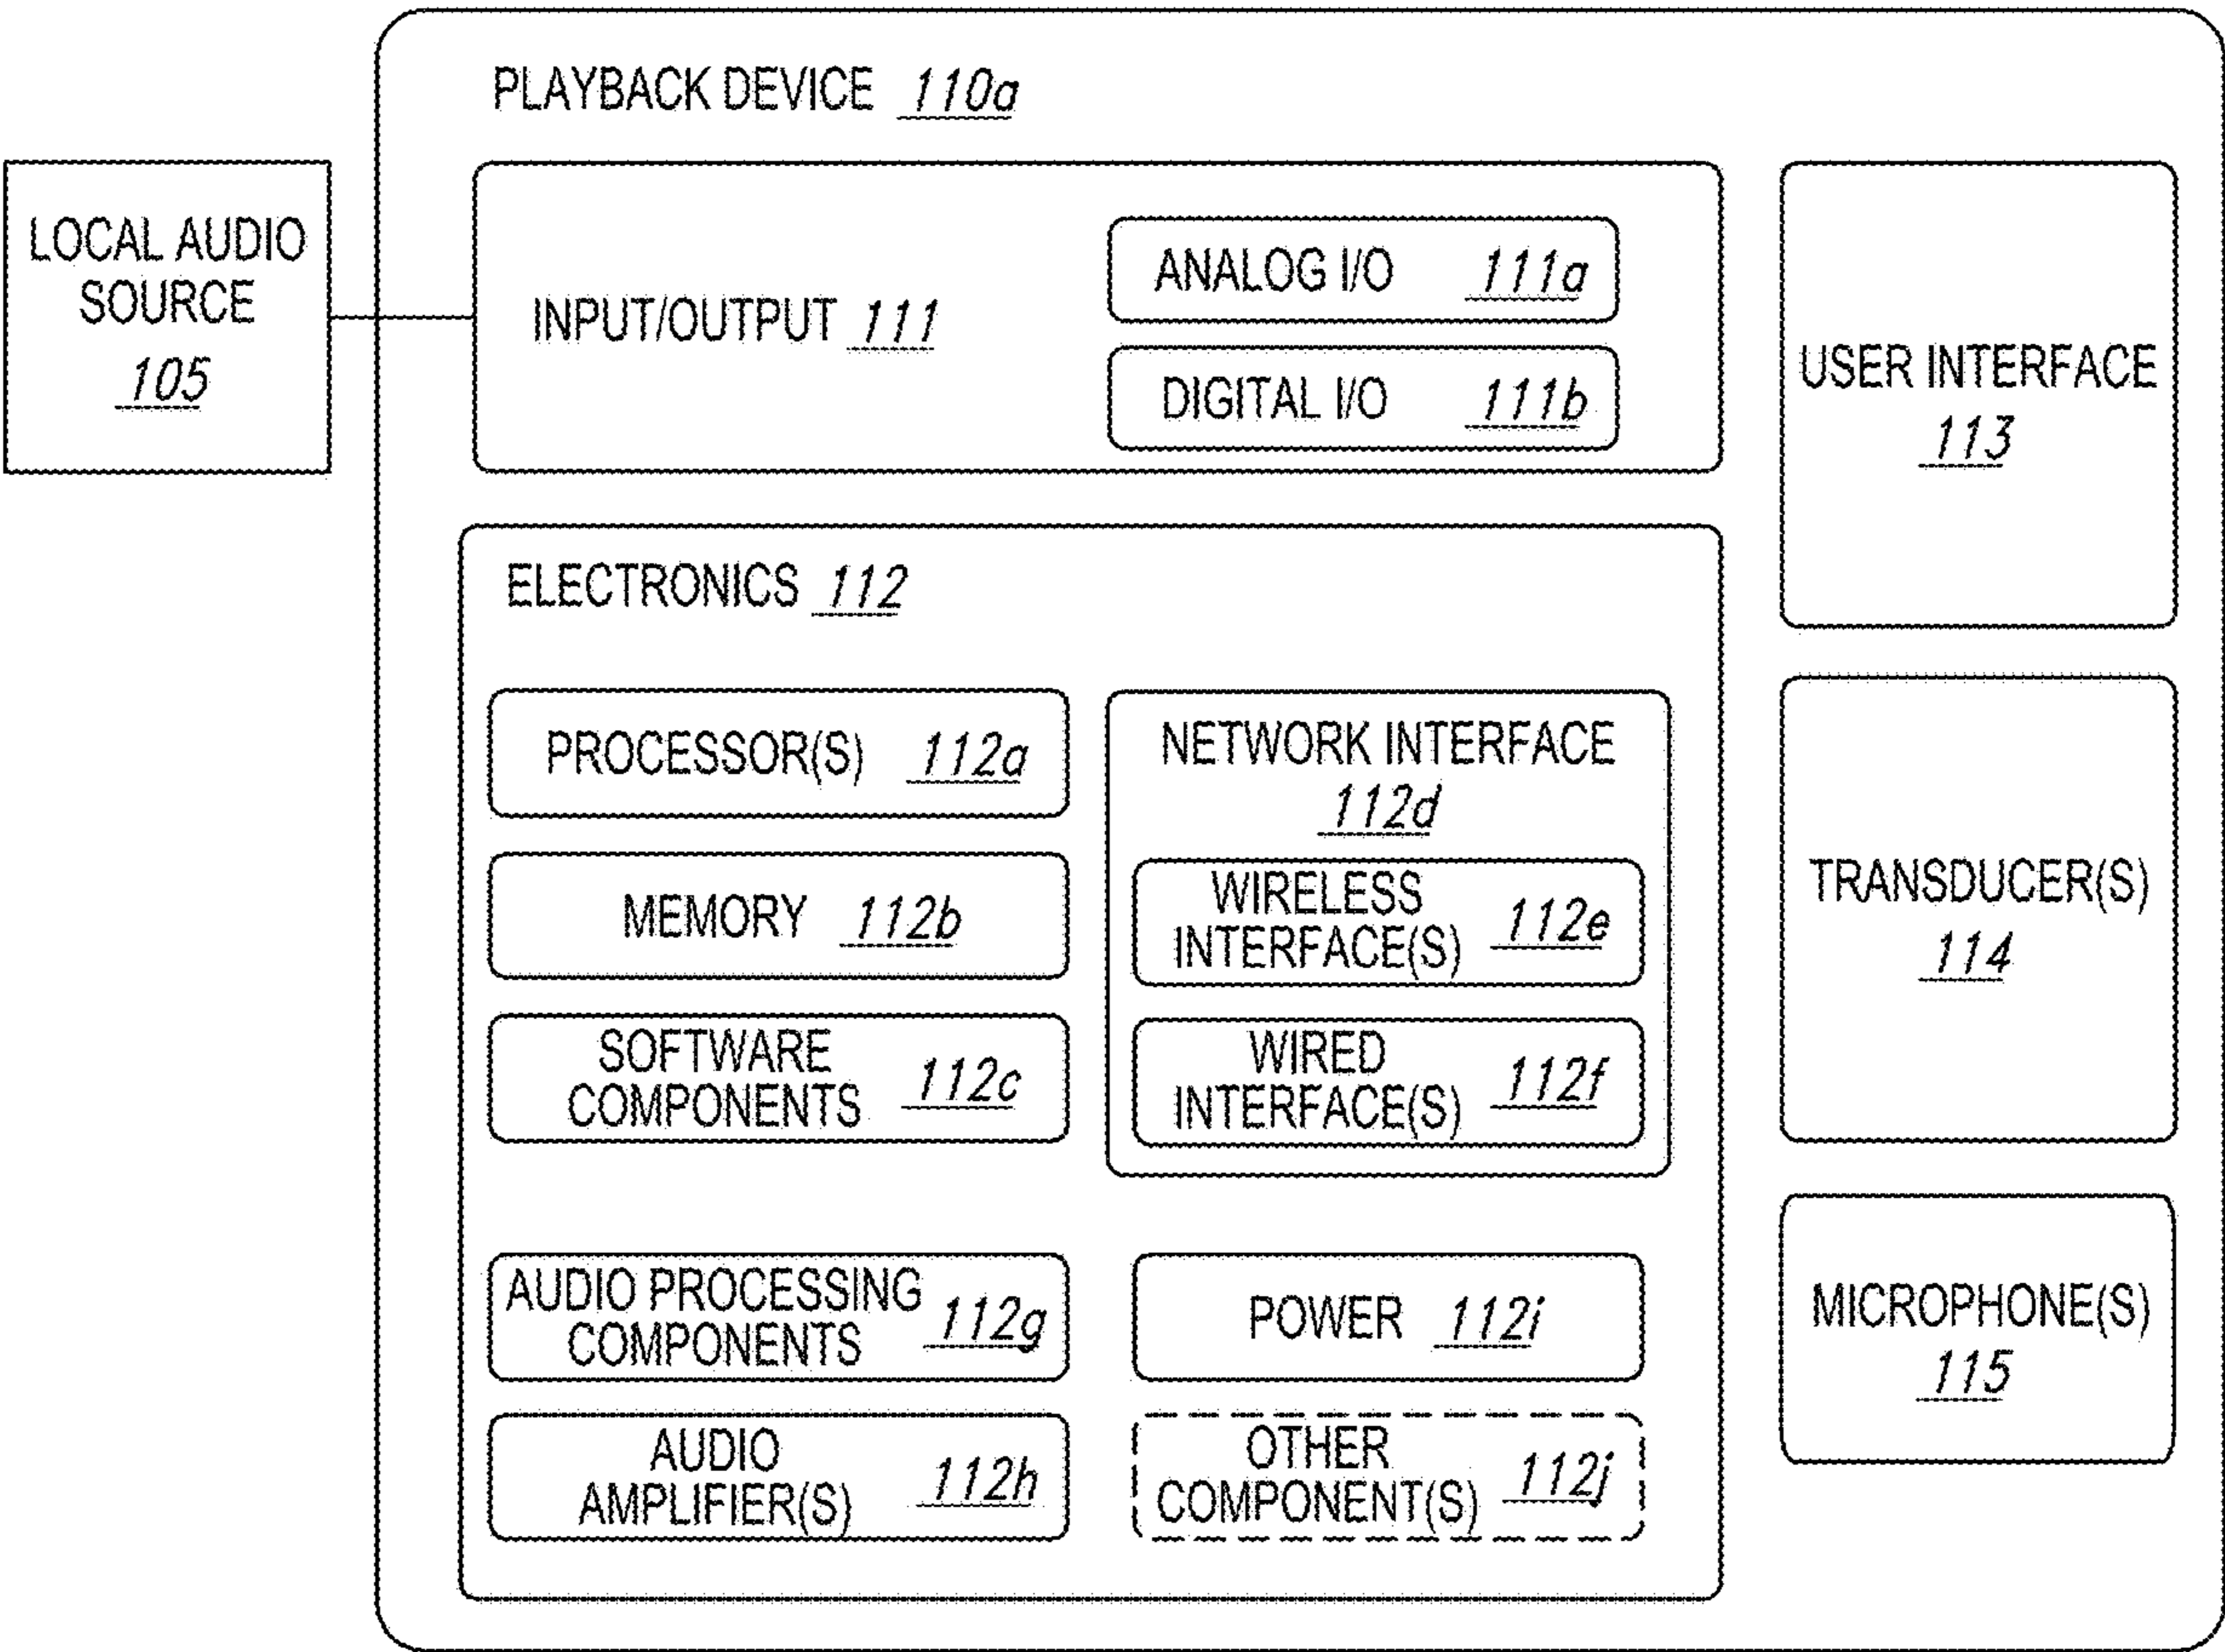 PLAYBACK DEVICE 110a
LOCAL AUDIO
SOURCE
105
INPUT/OUTPUT 111
ANALOG I/O 111a
DIGITAL I/O 111b
USER INTERFACE
113
ELECTRONICS 112
PROCESSOR(S) 112a
MEMORY 112b
SOFTWARE
COMPONENTS 112c
NETWORK INTERFACE
112d
WIRELESS
INTERFACE(S) 112e
WIRED
INTERFACE(S) 112f
AUDIO PROCESSING
COMPONENTS 112g
AUDIO
AMPLIFIER(S) 112h
POWER 112i
OTHER
COMPONENT(S) 112j
TRANSDUCER(S)
114
MICROPHONE(S)
115